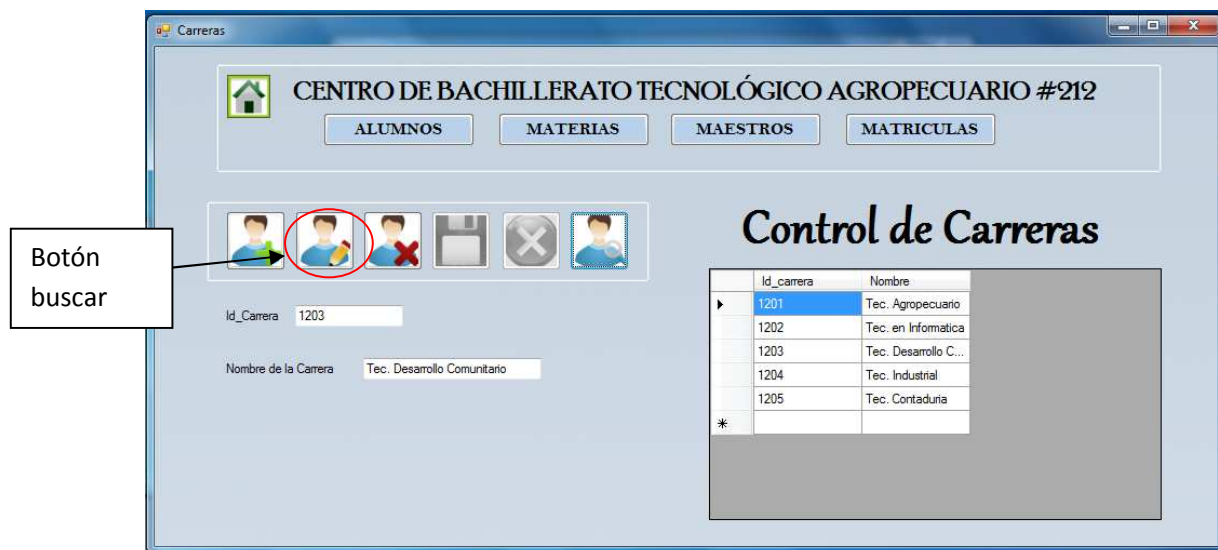 Carreras
CENTRO DE BACHILLERATO TECNOLÓGICO AGROPECUARIO #212
ALUMNOS MATERIAS MAESTROS MATRICULAS
Botón
buscar
Control de Carreras
Id_Carrera 1203
Nombre de la Carrera Tec. Desarrollo Comunitario
Id_carrera Nombre
1201 Tec. Agropecuario
1202 Tec. en Informatica
1203 Tec. Desarrollo C...
1204 Tec. Industrial
1205 Tec. Contaduria